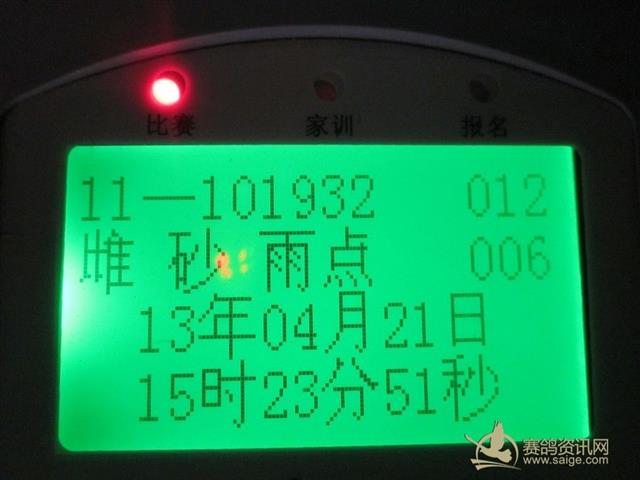 比赛 家训 报名
11—101932 012
雌 砂 雨点 006
13年04月21日
15时23分51秒
赛鸽资讯网
www.saige.com